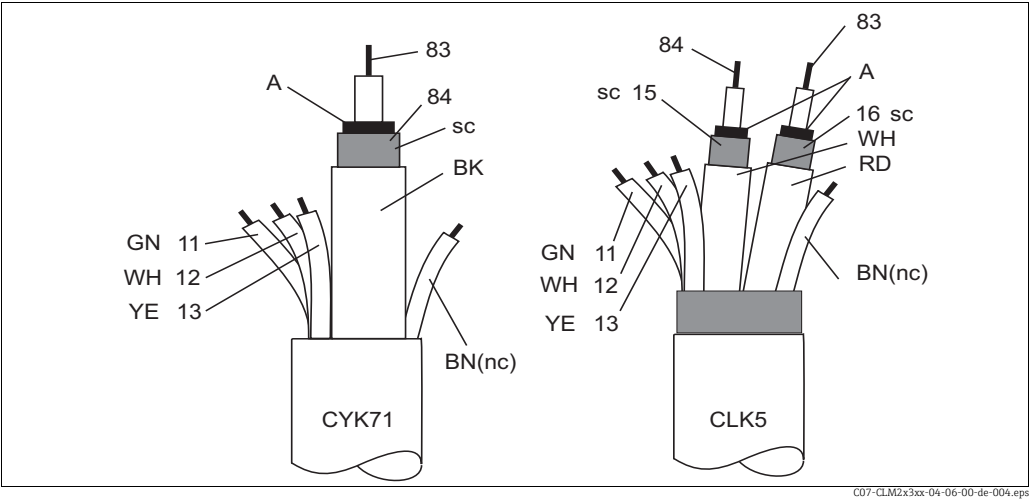 83
A
84
sc
BK
GN 11
WH 12
YE 13
BN(nc)
CYK71
83
84
A
sc 15
16 sc
WH
RD
GN 11
WH 12
YE 13
BN(nc)
CLK5
C07-CLM2x3xx-04-06-00-de-004.eps